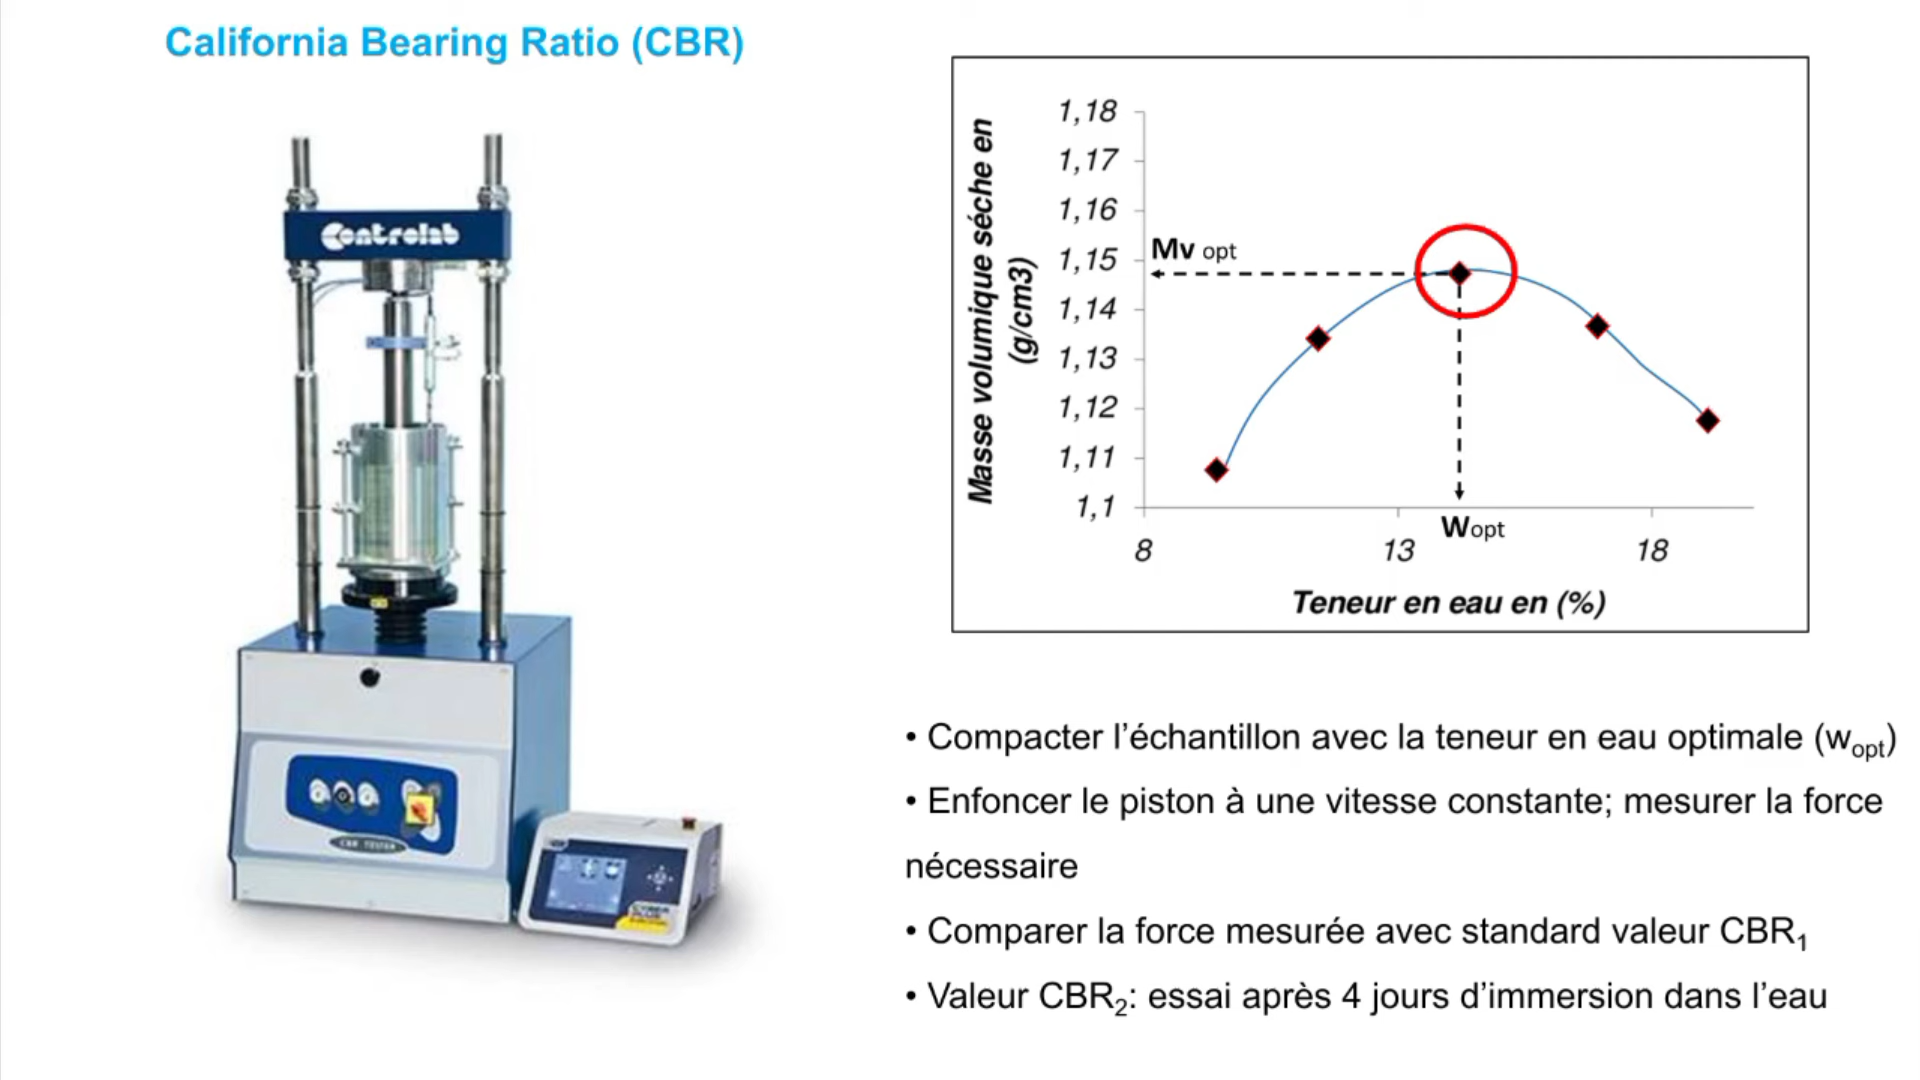 California Bearing Ratio (CBR)
Controlab
CBR TESTER
Masse volumique séche en
(g/cm3)
1,18
1,17
1,16
1,15
1,14
1,13
1,12
1,11
1,1
Mv opt
Wopt
8 13 18
Teneur en eau en (%)
• Compacter l’échantillon avec la teneur en eau optimale (wopt)
• Enfoncer le piston à une vitesse constante; mesurer la force
nécessaire
• Comparer la force mesurée avec standard valeur CBR1
• Valeur CBR2: essai après 4 jours d’immersion dans l’eau